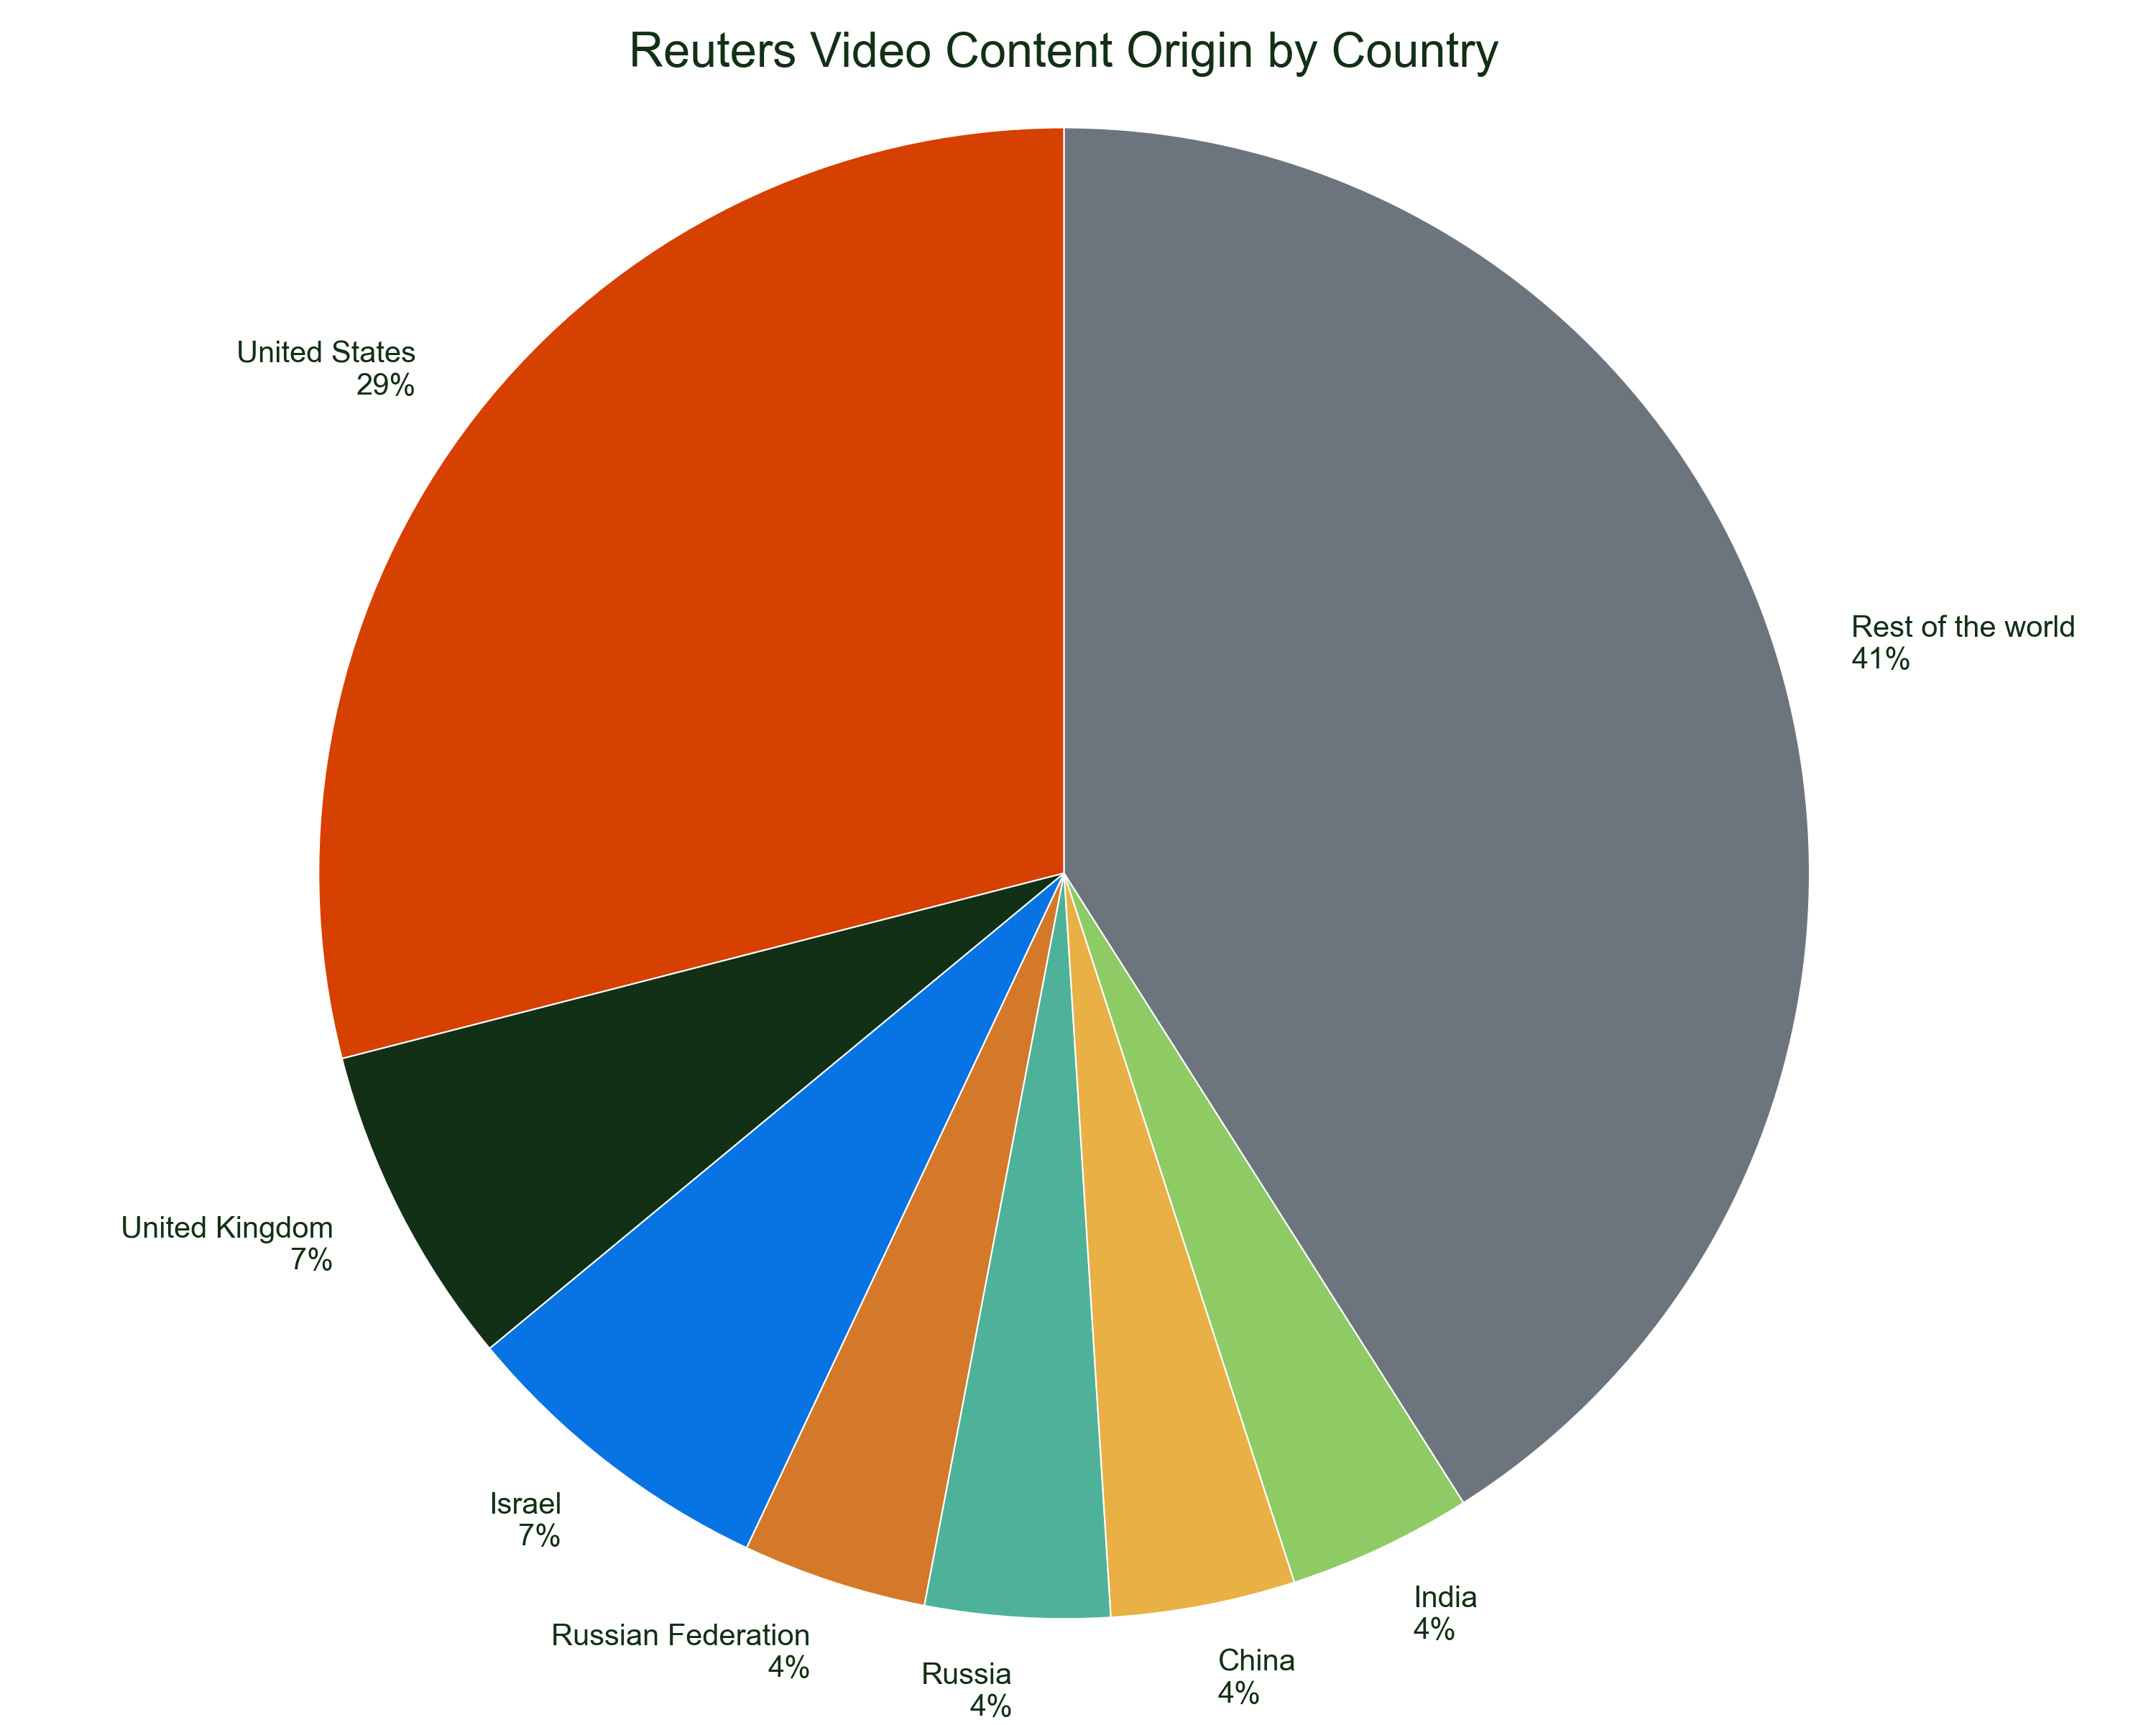 Reuters Video Content Origin by Country
United States
29%
Rest of the world
41%
United Kingdom
7%
Israel
7%
Russian Federation
4%
Russia
4%
China
4%
India
4%